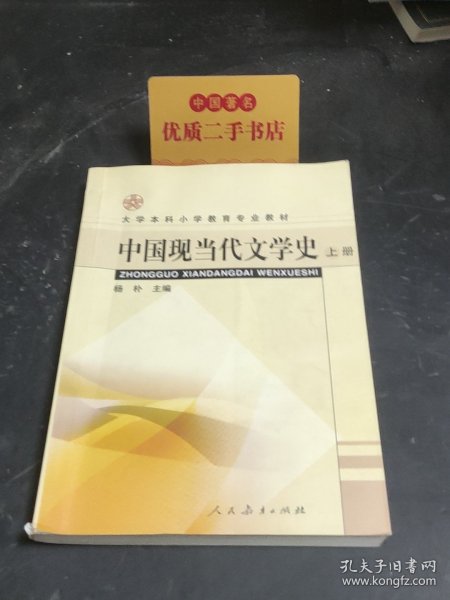 中国著名
优质二手书店
大学本科小学教育专业教材
中国现当代文学史 上册
ZHONGGUO XIANDANGDAI WENXUESHI
杨 朴 主编
人民教育出版社
孔夫子旧书网
www.kongfz.com